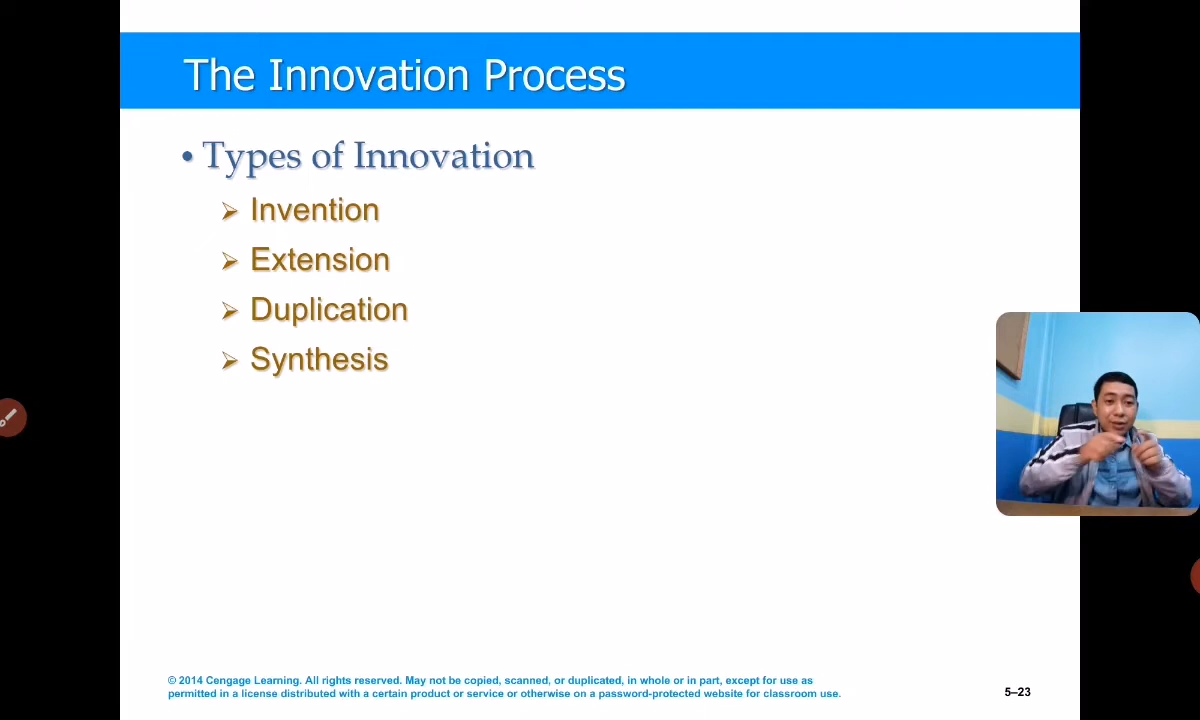 The Innovation Process
• Types of Innovation
➢ Invention
➢ Extension
➢ Duplication
➢ Synthesis
© 2014 Cengage Learning. All rights reserved. May not be copied, scanned, or duplicated, in whole or in part, except for use as
permitted in a license distributed with a certain product or service or otherwise on a password-protected website for classroom use.
5–23